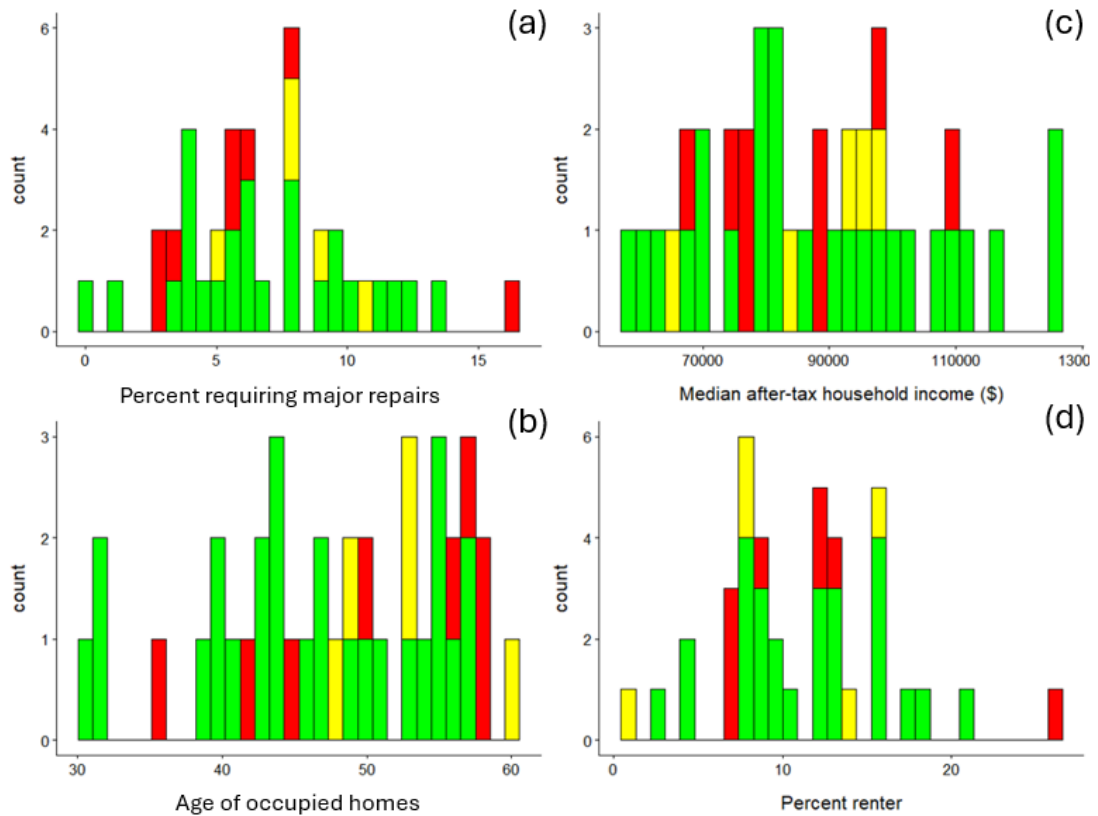 (a)
6
4
2
0
count
0 5 10 15
Percent requiring major repairs
(c)
3
2
1
0
count
70000 90000 110000 1300
Median after-tax household income ($)
(b)
3
2
1
0
count
30 40 50 60
Age of occupied homes
(d)
6
4
2
0
count
0 10 20
Percent renter